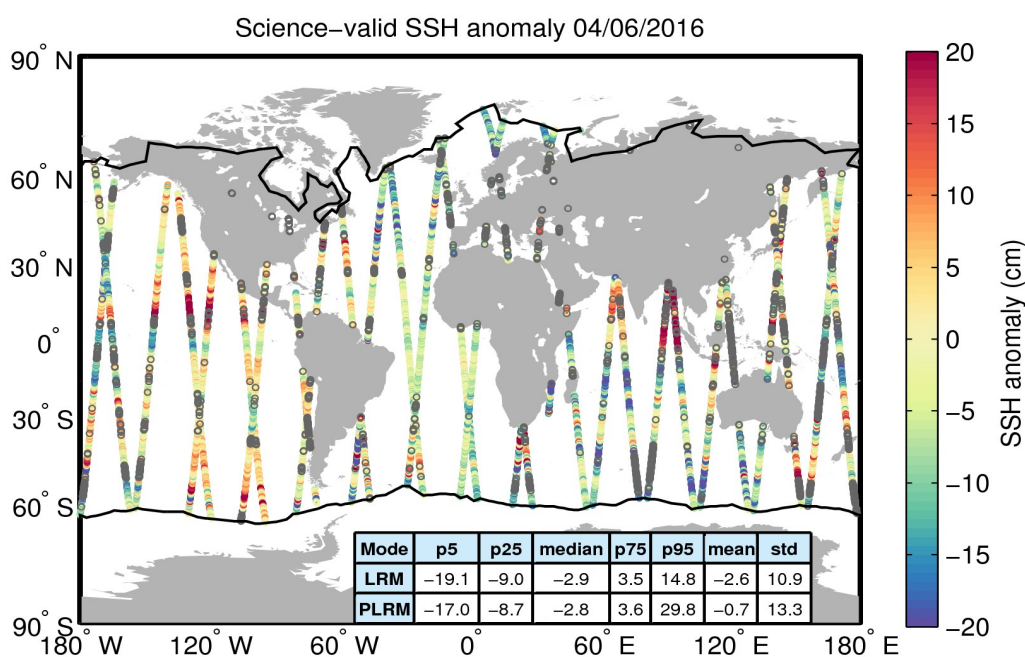 Science−valid SSH anomaly 04/06/2016
90° N
60° N
30° N
0°
30° S
60° S
90° S
180° W
120° W
60° W
0°
60° E
120° E
180° E
Mode p5 p25 median p75 p95 mean std
LRM −19.1 −9.0 −2.9 3.5 14.8 −2.6 10.9
PLRM −17.0 −8.7 −2.8 3.6 29.8 −0.7 13.3
20
15
10
5
0
−5
−10
−15
−20
SSH anomaly (cm)